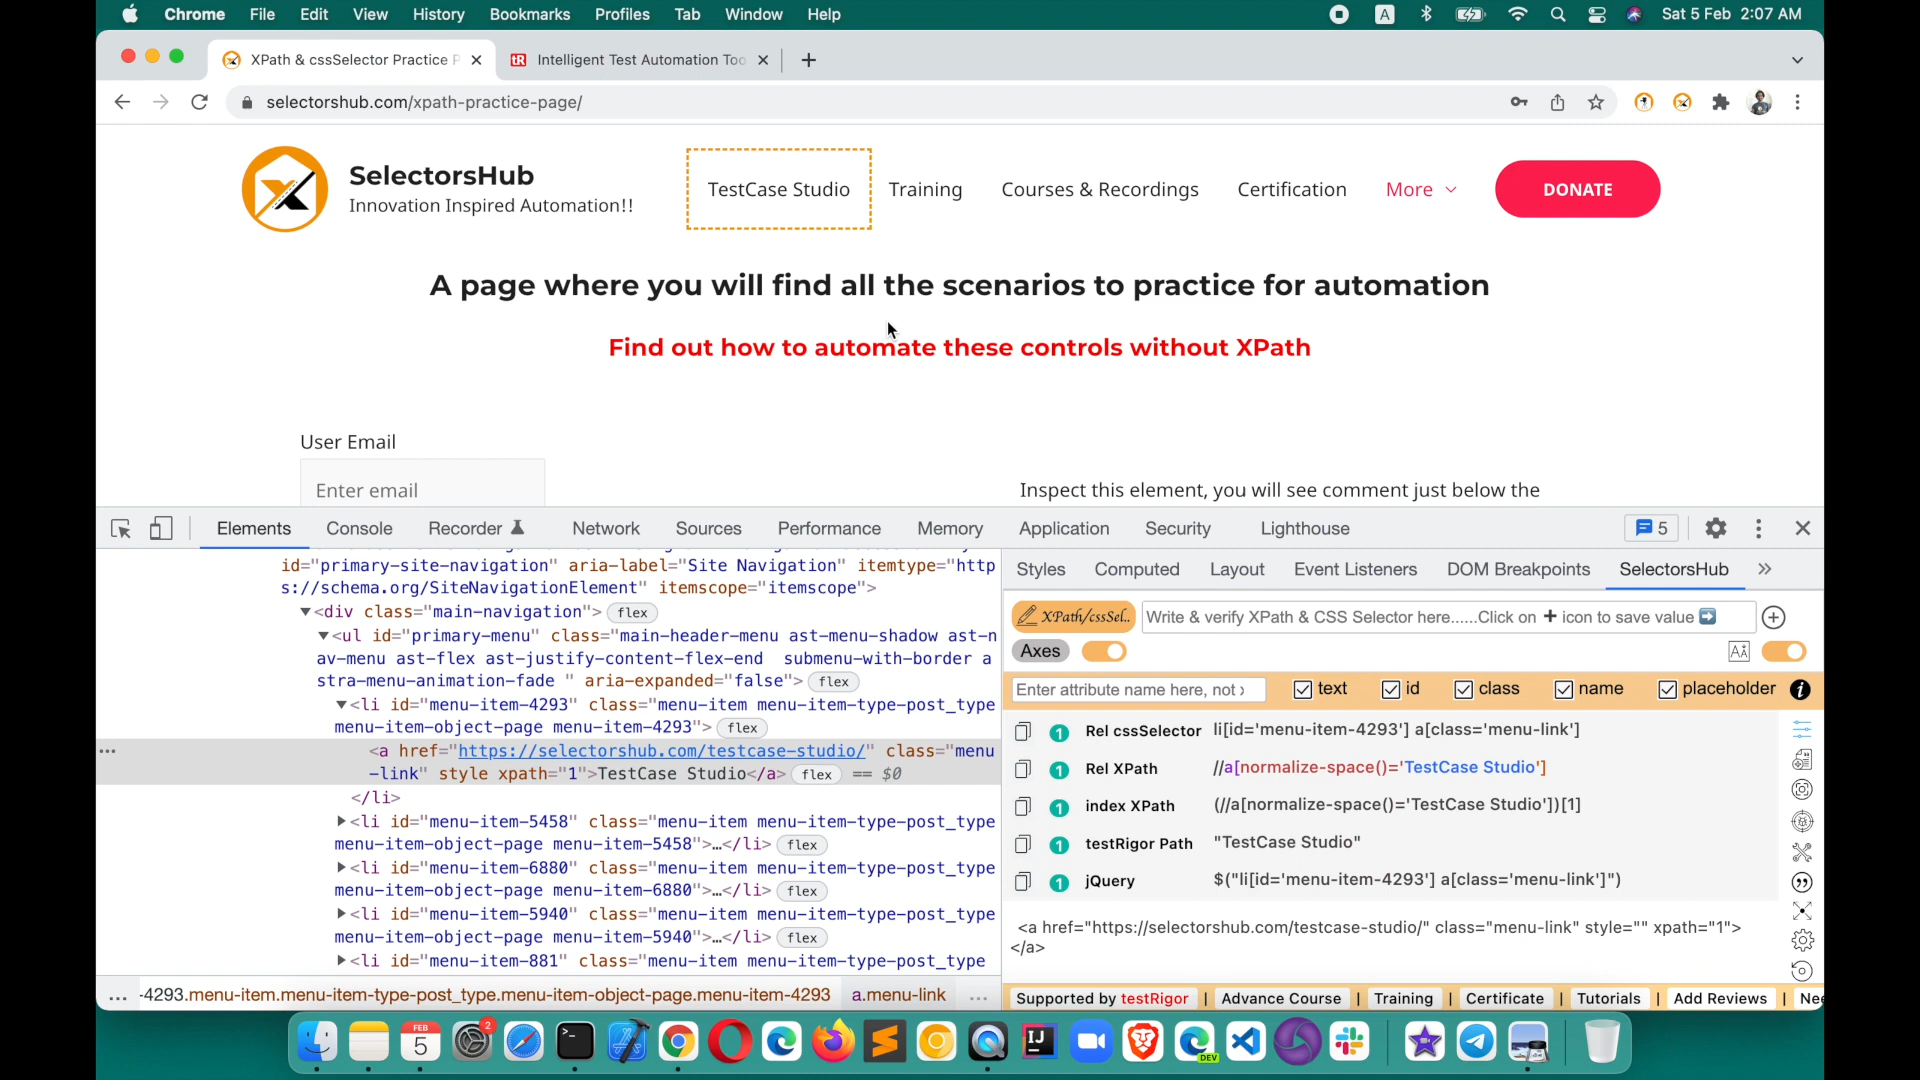 Chrome File Edit View History Bookmarks Profiles Tab Window Help A Sat 5 Feb 2:07 AM
XPath & cssSelector Practice P tR Intelligent Test Automation Too
selectorshub.com/xpath-practice-page/
SelectorsHub
Innovation Inspired Automation!!
TestCase Studio Training Courses & Recordings Certification More DONATE
A page where you will find all the scenarios to practice for automation
Find out how to automate these controls without XPath
User Email
Enter email
Inspect this element, you will see comment just below the
Elements Console Recorder Network Sources Performance Memory Application Security Lighthouse 5
id="primary-site-navigation" aria-label="Site Navigation" itemtype="http
s://schema.org/SiteNavigationElement" itemscope="itemscope">
▼<div class="main-navigation"> flex
▼<ul id="primary-menu" class="main-header-menu ast-menu-shadow ast-n
av-menu ast-flex ast-justify-content-flex-end submenu-with-border a
stra-menu-animation-fade " aria-expanded="false"> flex
▼<li id="menu-item-4293" class="menu-item menu-item-type-post_type
menu-item-object-page menu-item-4293"> flex
<a href="https://selectorshub.com/testcase-studio/" class="menu
-link" style xpath="1">TestCase Studio</a> flex == $0
</li>
▶<li id="menu-item-5458" class="menu-item menu-item-type-post_type
menu-item-object-page menu-item-5458">…</li> flex
▶<li id="menu-item-6880" class="menu-item menu-item-type-post_type
menu-item-object-page menu-item-6880">…</li> flex
▶<li id="menu-item-5940" class="menu-item menu-item-type-post_type
menu-item-object-page menu-item-5940">…</li> flex
▶<li id="menu-item-881" class="menu-item menu-item-type-post_type
... -4293.menu-item.menu-item-type-post_type.menu-item-object-page.menu-item-4293 a.menu-link ...
Styles Computed Layout Event Listeners DOM Breakpoints SelectorsHub »
XPath/cssSel.. Write & verify XPath & CSS Selector here......Click on + icon to save value
Axes
Enter attribute name here, not text id class name placeholder i
1 Rel cssSelector li[id='menu-item-4293'] a[class='menu-link']
1 Rel XPath //a[normalize-space()='TestCase Studio']
1 index XPath (//a[normalize-space()='TestCase Studio'])[1]
1 testRigor Path "TestCase Studio"
1 jQuery $("li[id='menu-item-4293'] a[class='menu-link']")
<a href="https://selectorshub.com/testcase-studio/" class="menu-link" style="" xpath="1">
</a>
Supported by testRigor | Advance Course | Training | Certificate | Tutorials | Add Reviews | Nee
FEB
5
2
IJ
DEV